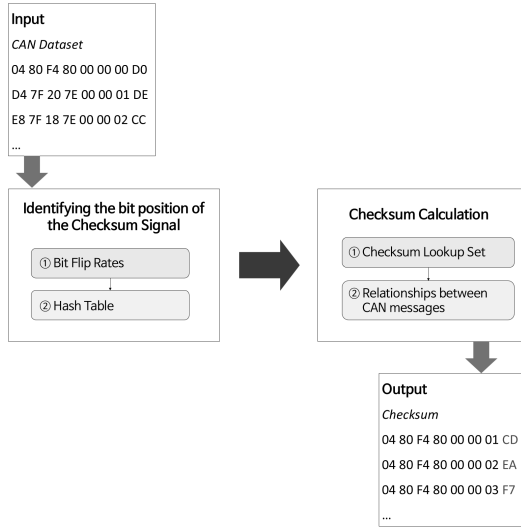 Input
CAN Dataset
04 80 F4 80 00 00 00 D0
D4 7F 20 7E 00 00 01 DE
E8 7F 18 7E 00 00 02 CC
...
Identifying the bit position of
the Checksum Signal
① Bit Flip Rates
② Hash Table
Checksum Calculation
① Checksum Lookup Set
② Relationships between
CAN messages
Output
Checksum
04 80 F4 80 00 00 01 CD
04 80 F4 80 00 00 02 EA
04 80 F4 80 00 00 03 F7
...